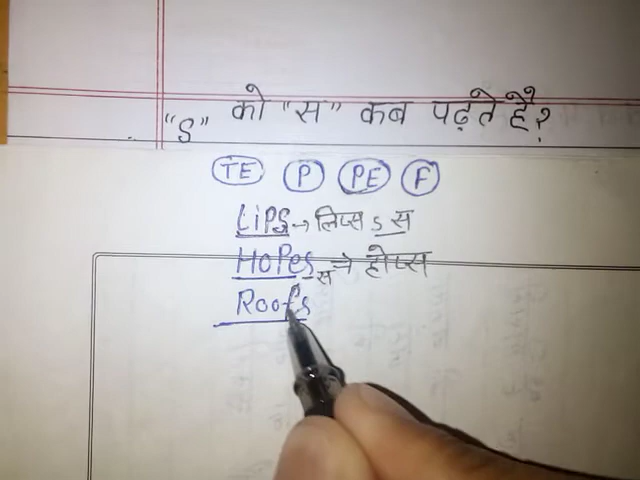 "S" को "स" कब पढ़ते हैं?
TE P PE F
LiPS → लिप्स S स
HoPes स → होप्स
Roofs